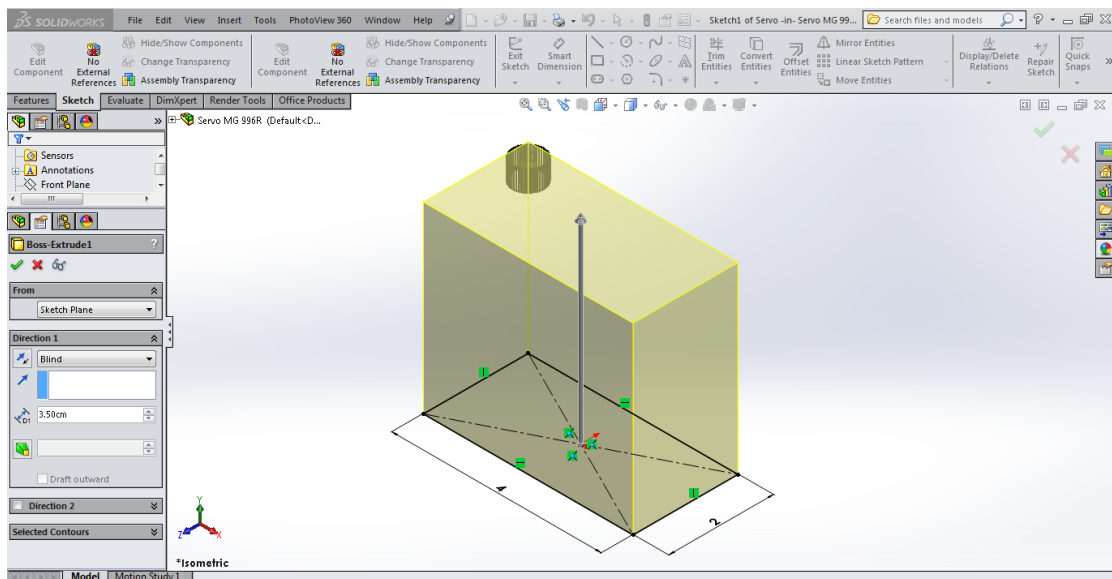 SOLIDWORKS File Edit View Insert Tools PhotoView 360 Window Help Sketch1 of Servo -in- Servo MG 99... Search files and models ?
Edit Component
No External References
Hide/Show Components
Change Transparency
Assembly Transparency
Edit Component
No External References
Hide/Show Components
Change Transparency
Assembly Transparency
Exit Sketch
Smart Dimension
Trim Entities
Convert Entities
Offset Entities
Mirror Entities
Linear Sketch Pattern
Move Entities
Display/Delete Relations
Repair Sketch
Quick Snaps
Features Sketch Evaluate DimXpert Render Tools Office Products
Servo MG 996R (Default<D...
Sensors
Annotations
Front Plane
Boss-Extrude1 ?
From
Sketch Plane
Direction 1
Blind
D1 3.50cm
Draft outward
Direction 2
Selected Contours
4
2
Y
Z X
*Isometric
Model Motion Study 1